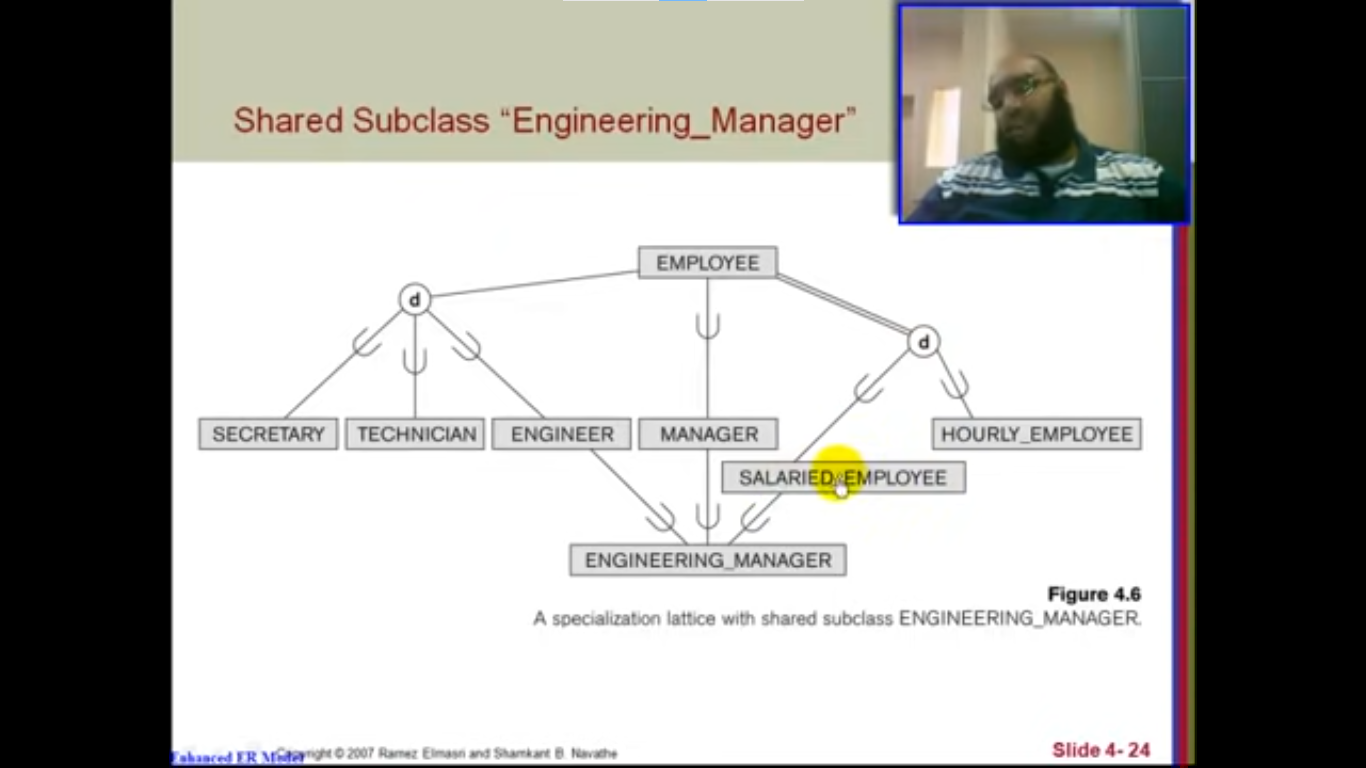 Shared Subclass “Engineering_Manager”
EMPLOYEE
d
d
SECRETARY
TECHNICIAN
ENGINEER
MANAGER
HOURLY_EMPLOYEE
SALARIED_EMPLOYEE
ENGINEERING_MANAGER
Figure 4.6
A specialization lattice with shared subclass ENGINEERING_MANAGER.
Enhanced ER Model
Copyright © 2007 Ramez Elmasri and Shamkant B. Navathe
Slide 4- 24